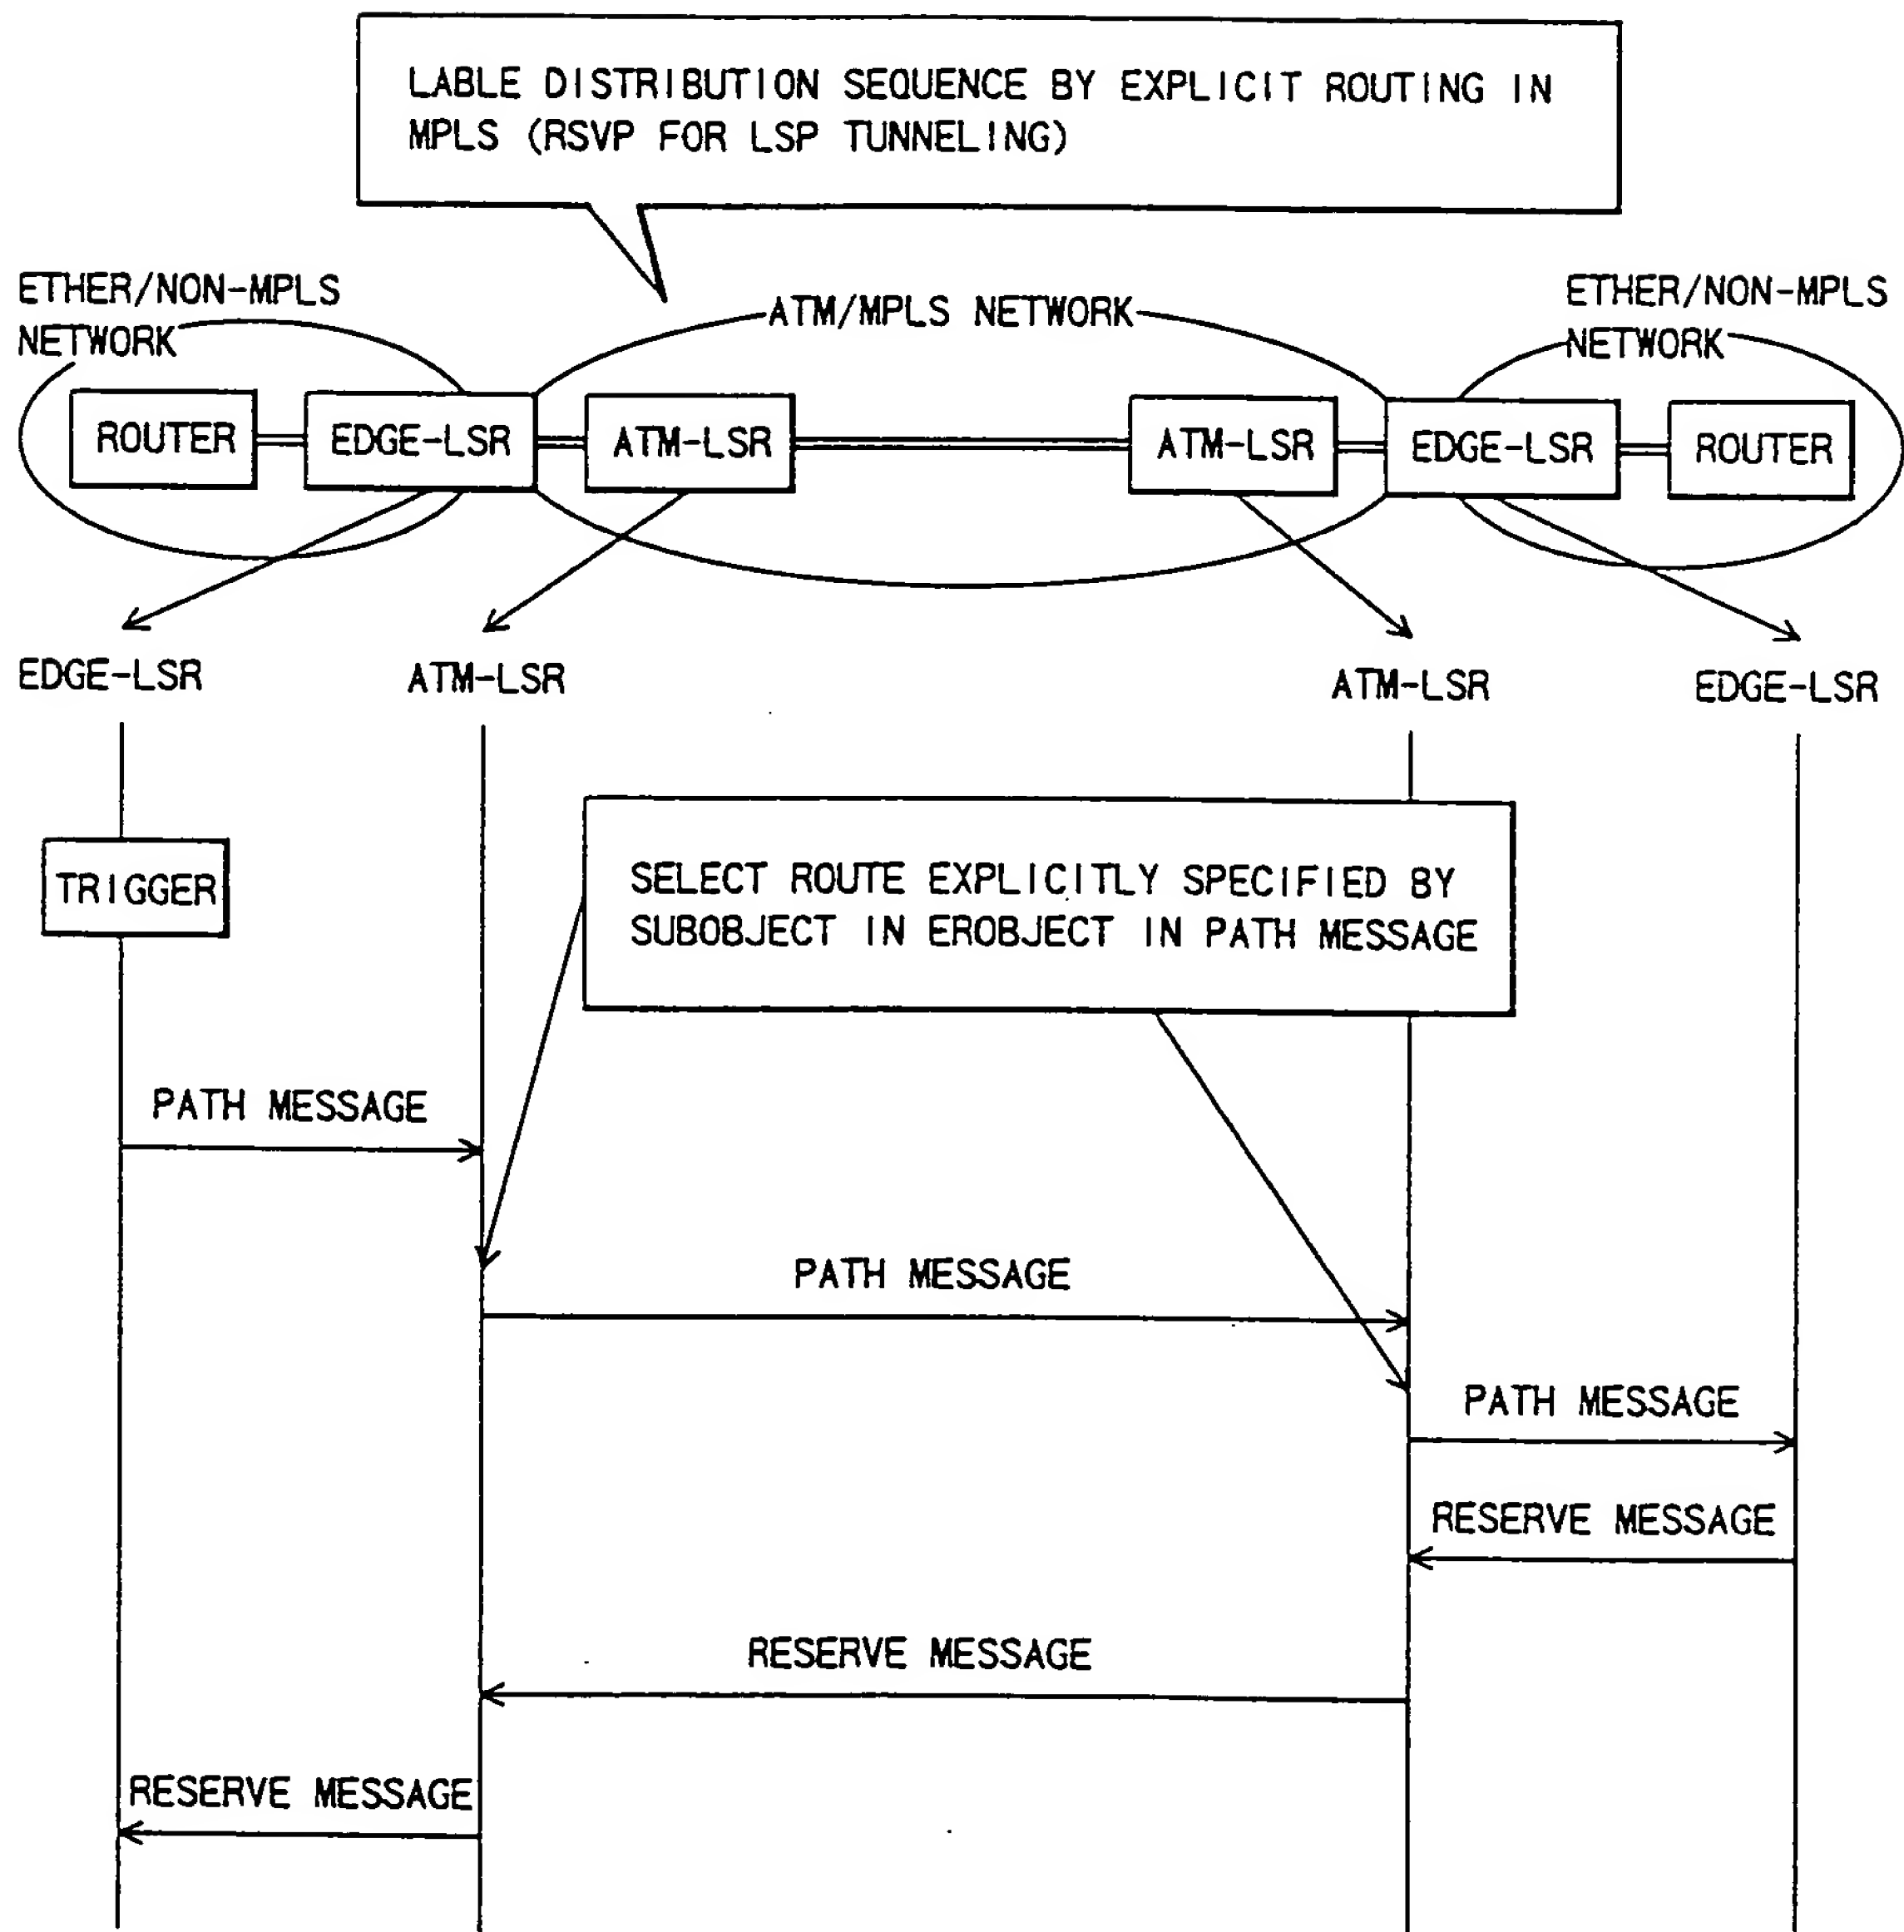 LABLE DISTRIBUTION SEQUENCE BY EXPLICIT ROUTING IN
MPLS (RSVP FOR LSP TUNNELING)
ETHER/NON-MPLS
NETWORK
ATM/MPLS NETWORK
ETHER/NON-MPLS
NETWORK
ROUTER
EDGE-LSR
ATM-LSR
ATM-LSR
EDGE-LSR
ROUTER
EDGE-LSR
ATM-LSR
ATM-LSR
EDGE-LSR
TRIGGER
SELECT ROUTE EXPLICITLY SPECIFIED BY
SUBOBJECT IN EROBJECT IN PATH MESSAGE
PATH MESSAGE
PATH MESSAGE
PATH MESSAGE
RESERVE MESSAGE
RESERVE MESSAGE
RESERVE MESSAGE